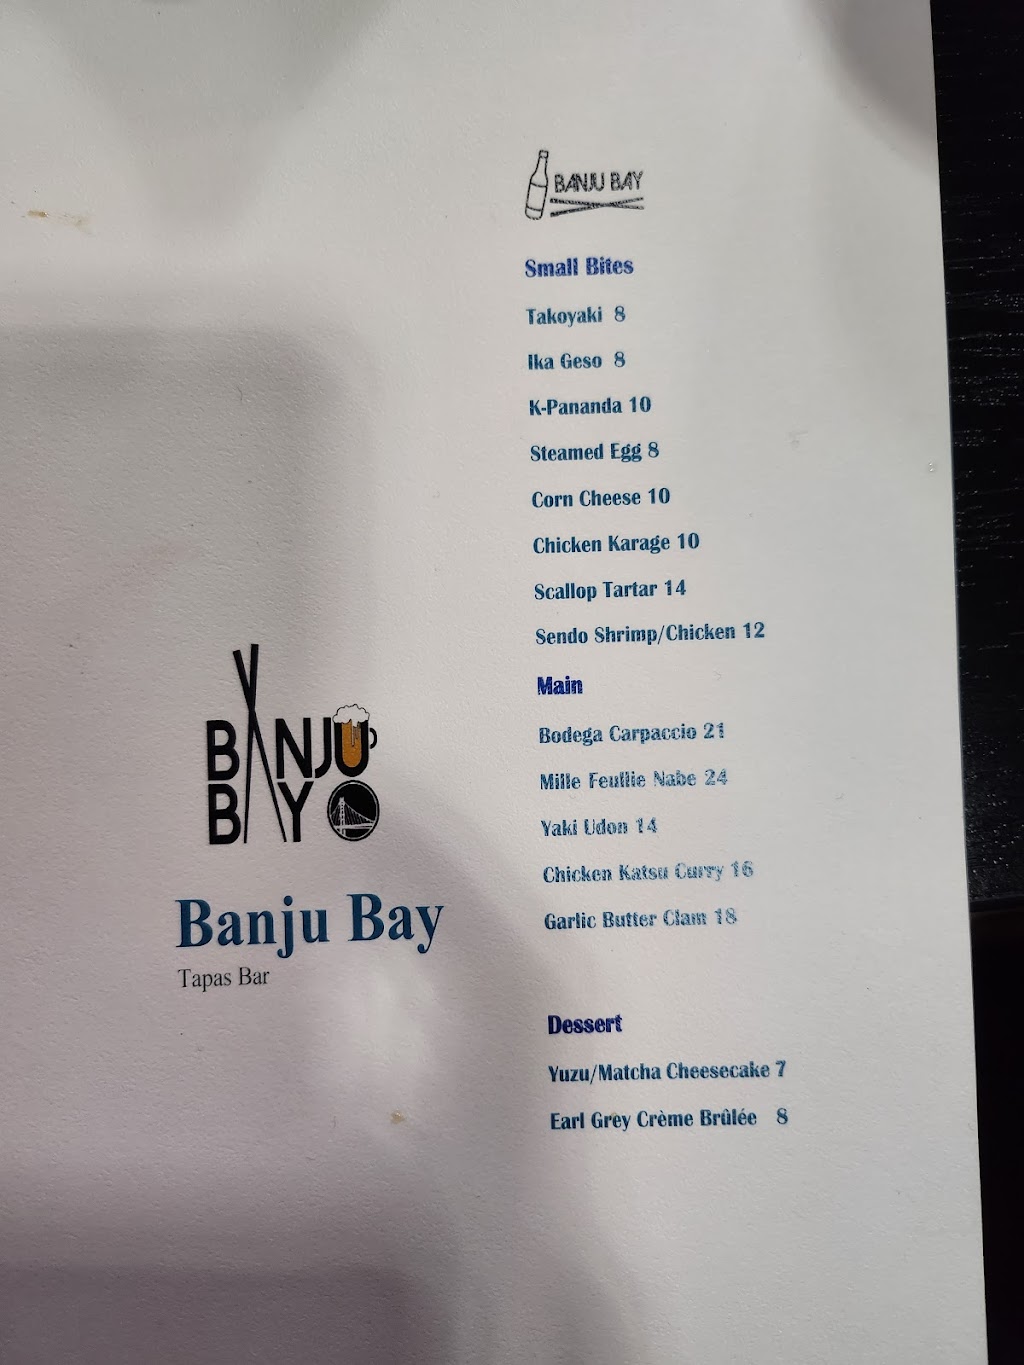 BANJU BAY
Small Bites
Takoyaki 8
Ika Geso 8
K-Pananda 10
Steamed Egg 8
Corn Cheese 10
Chicken Karage 10
Scallop Tartar 14
Sendo Shrimp/Chicken 12
Main
Bodega Carpaccio 21
Mille Feullie Nabe 24
Yaki Udon 14
Chicken Katsu Curry 16
Garlic Butter Clam 18
Dessert
Yuzu/Matcha Cheesecake 7
Earl Grey Crème Brûlée 8
BANJU
BAY
Banju Bay
Tapas Bar